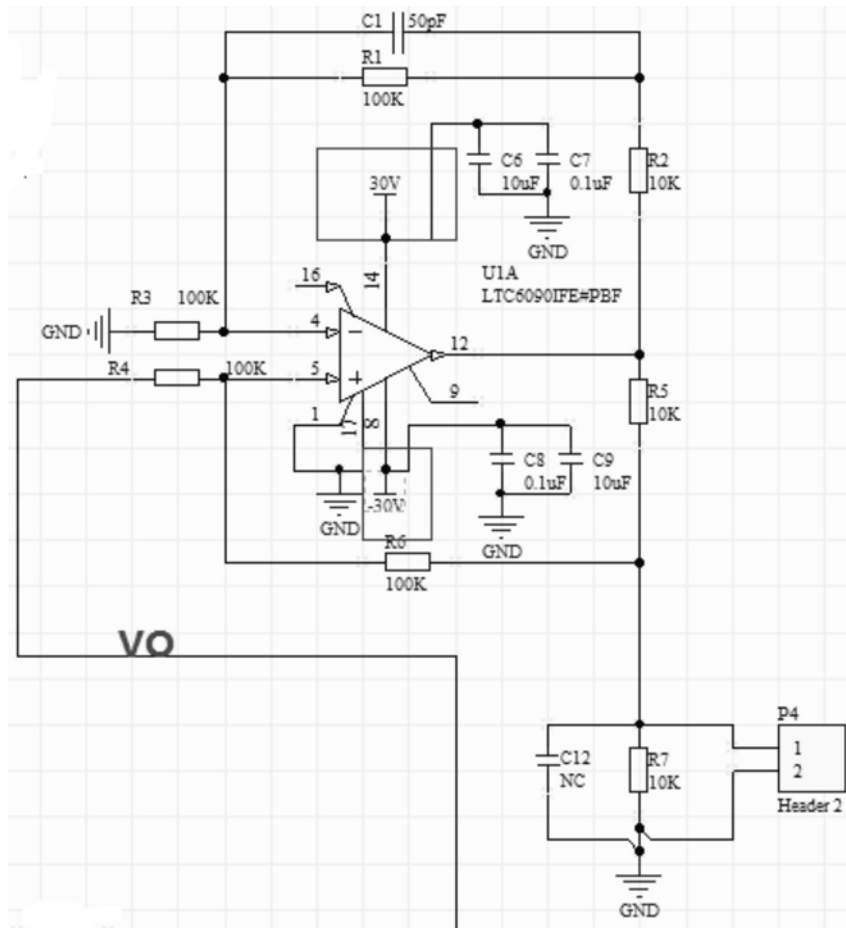 C1 50pF
R1
100K
R2
10K
C6
10uF
C7
0.1uF
30V
GND
14
16
U1A
LTC6090IFE#PBF
R3 100K
GND
4
12
R4 100K
5
R5
10K
9
1
17
8
C8
0.1uF
C9
10uF
-30V
GND
GND
R6
100K
VO
P4
C12
NC
R7
10K
1
2
Header 2
GND